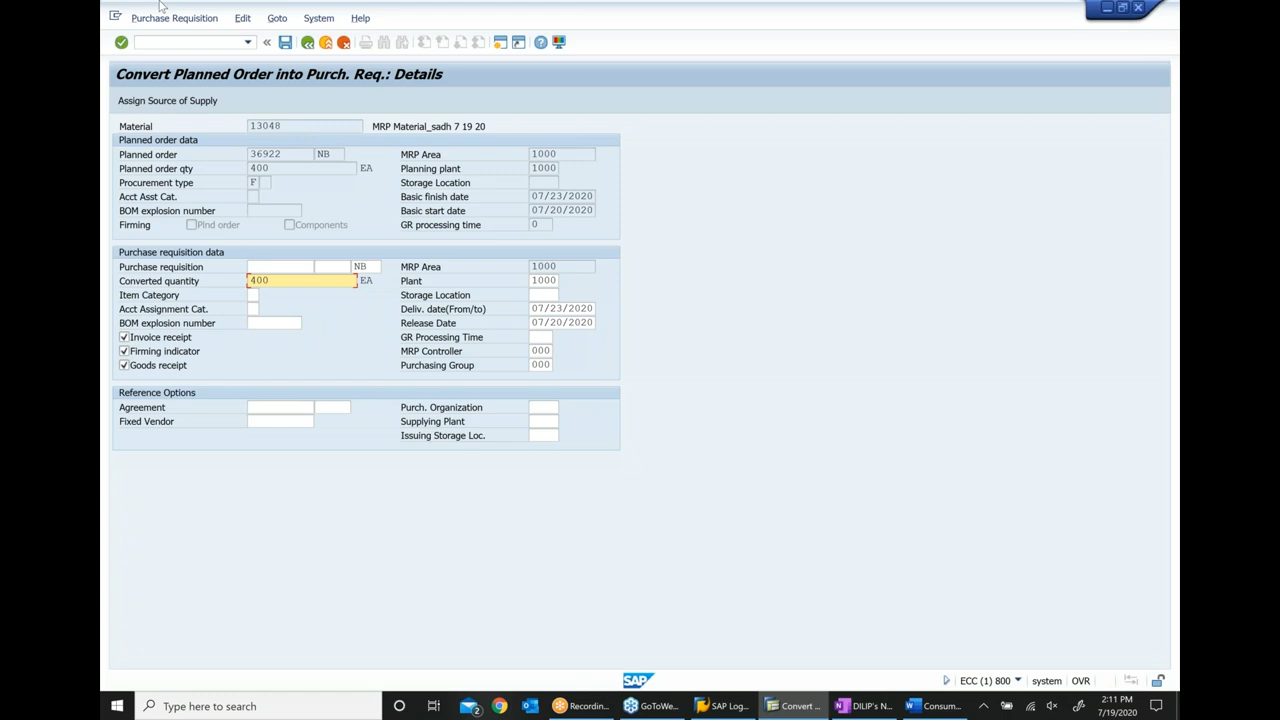 Purchase Requisition Edit Goto System Help
Convert Planned Order into Purch. Req.: Details
Assign Source of Supply
Material 13048 MRP Material_sadh 7 19 20
Planned order data
Planned order 36922 NB MRP Area 1000
Planned order qty 400 EA Planning plant 1000
Procurement type F Storage Location
Acct Asst Cat. Basic finish date 07/23/2020
BOM explosion number Basic start date 07/20/2020
Firming Plnd order Components GR processing time 0
Purchase requisition data
Purchase requisition NB MRP Area 1000
Converted quantity 400 EA Plant 1000
Item Category Storage Location
Acct Assignment Cat. Deliv. date(From/to) 07/23/2020
BOM explosion number Release Date 07/20/2020
Invoice receipt GR Processing Time
Firming indicator MRP Controller 000
Goods receipt Purchasing Group 000
Reference Options
Agreement Purch. Organization
Fixed Vendor Supplying Plant
Issuing Storage Loc.
SAP ECC (1) 800 system OVR
Type here to search 2 Recordin... GoToWe... SAP Log... Convert ... DILIP's N... Consum... 2:11 PM
7/19/2020